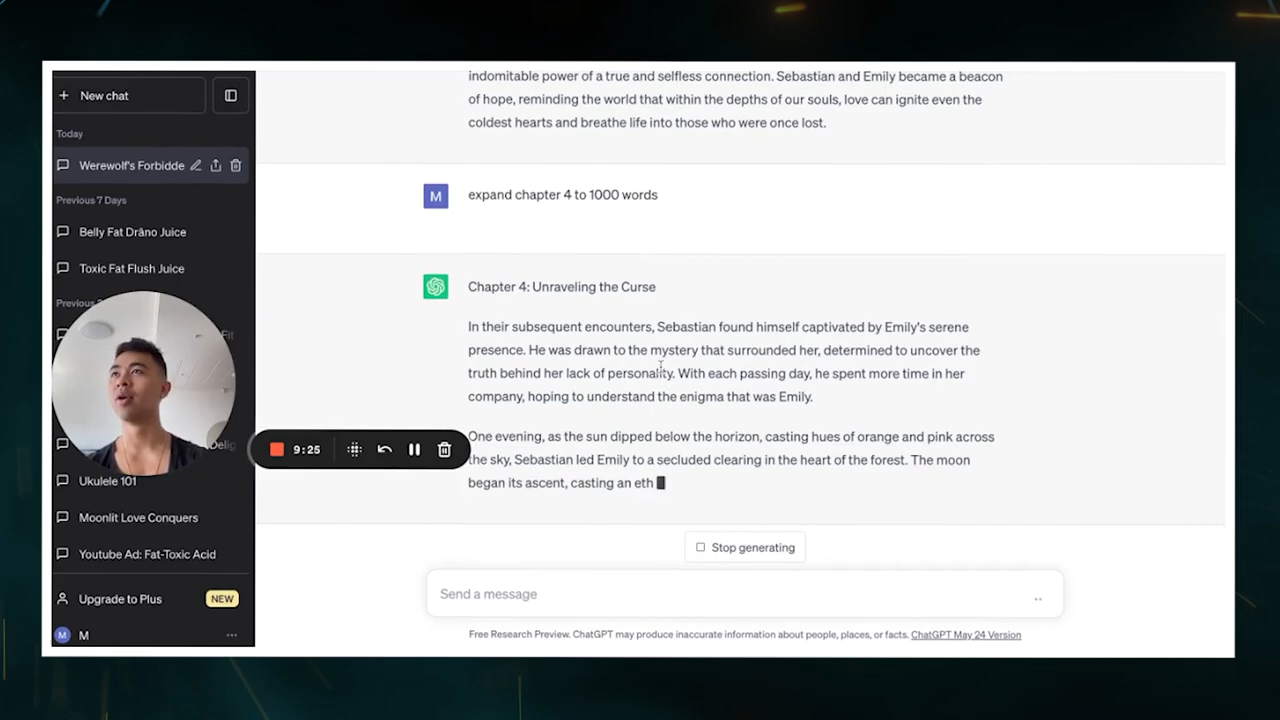 New chat
Today
Werewolf's Forbidde
Previous 7 Days
Belly Fat Drāno Juice
Toxic Fat Flush Juice
Previous
Fit
Delig
Ukulele 101
Moonlit Love Conquers
Youtube Ad: Fat-Toxic Acid
Upgrade to Plus NEW
M M
9:25
indomitable power of a true and selfless connection. Sebastian and Emily became a beacon
of hope, reminding the world that within the depths of our souls, love can ignite even the
coldest hearts and breathe life into those who were once lost.
M expand chapter 4 to 1000 words
Chapter 4: Unraveling the Curse
In their subsequent encounters, Sebastian found himself captivated by Emily's serene
presence. He was drawn to the mystery that surrounded her, determined to uncover the
truth behind her lack of personality. With each passing day, he spent more time in her
company, hoping to understand the enigma that was Emily.
One evening, as the sun dipped below the horizon, casting hues of orange and pink across
the sky, Sebastian led Emily to a secluded clearing in the heart of the forest. The moon
began its ascent, casting an eth
Stop generating
Send a message
Free Research Preview. ChatGPT may produce inaccurate information about people, places, or facts. ChatGPT May 24 Version